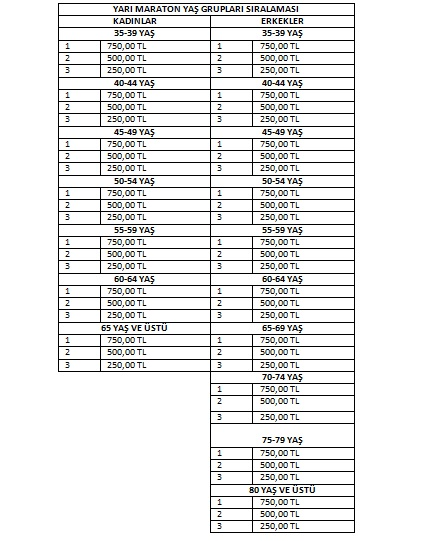 YARI MARATON YAŞ GRUPLARI SIRALAMASI
KADINLAR ERKEKLER
35-39 YAŞ 35-39 YAŞ
1 750,00 TL 1 750,00 TL
2 500,00 TL 2 500,00 TL
3 250,00 TL 3 250,00 TL
40-44 YAŞ 40-44 YAŞ
1 750,00 TL 1 750,00 TL
2 500,00 TL 2 500,00 TL
3 250,00 TL 3 250,00 TL
45-49 YAŞ 45-49 YAŞ
1 750,00 TL 1 750,00 TL
2 500,00 TL 2 500,00 TL
3 250,00 TL 3 250,00 TL
50-54 YAŞ 50-54 YAŞ
1 750,00 TL 1 750,00 TL
2 500,00 TL 2 500,00 TL
3 250,00 TL 3 250,00 TL
55-59 YAŞ 55-59 YAŞ
1 750,00 TL 1 750,00 TL
2 500,00 TL 2 500,00 TL
3 250,00 TL 3 250,00 TL
60-64 YAŞ 60-64 YAŞ
1 750,00 TL 1 750,00 TL
2 500,00 TL 2 500,00 TL
3 250,00 TL 3 250,00 TL
65 YAŞ VE ÜSTÜ 65-69 YAŞ
1 750,00 TL 1 750,00 TL
2 500,00 TL 2 500,00 TL
3 250,00 TL 3 250,00 TL
70-74 YAŞ
1 750,00 TL
2 500,00 TL
3 250,00 TL
75-79 YAŞ
1 750,00 TL
2 500,00 TL
3 250,00 TL
80 YAŞ VE ÜSTÜ
1 750,00 TL
2 500,00 TL
3 250,00 TL